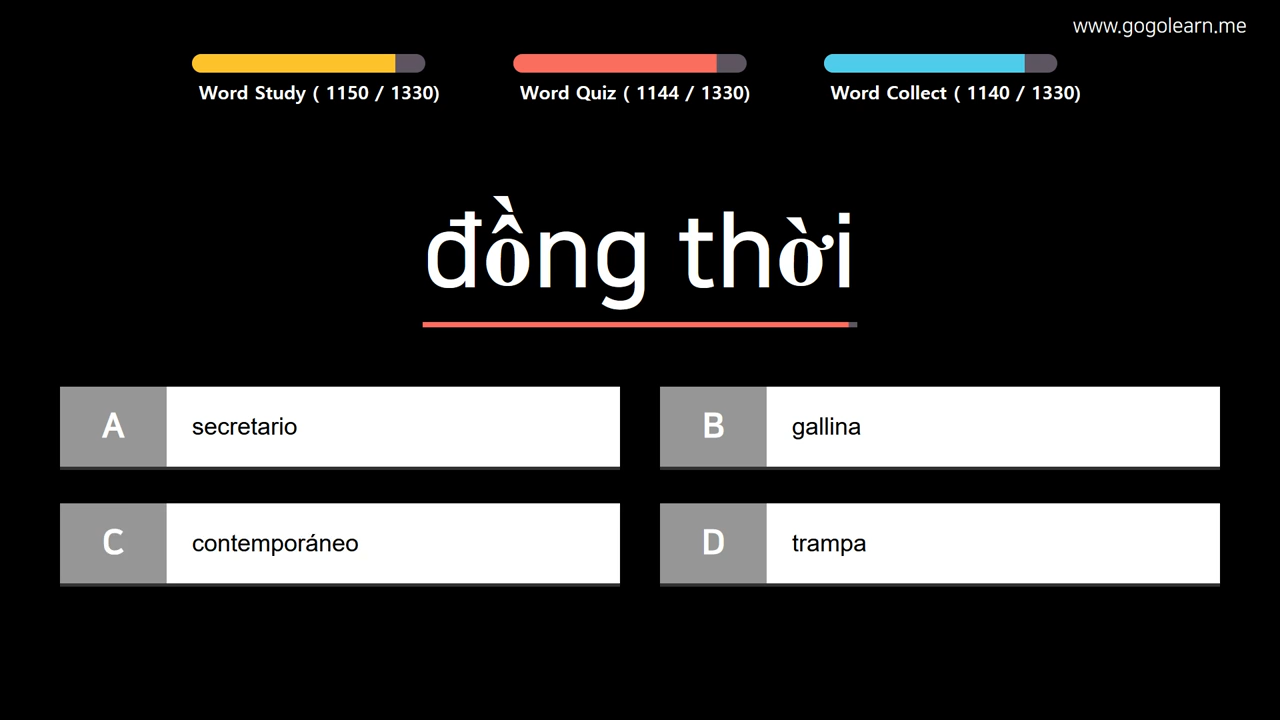 www.gogolearn.me
Word Study ( 1150 / 1330)
Word Quiz ( 1144 / 1330)
Word Collect ( 1140 / 1330)
đồng thời
A secretario
B gallina
C contemporáneo
D trampa